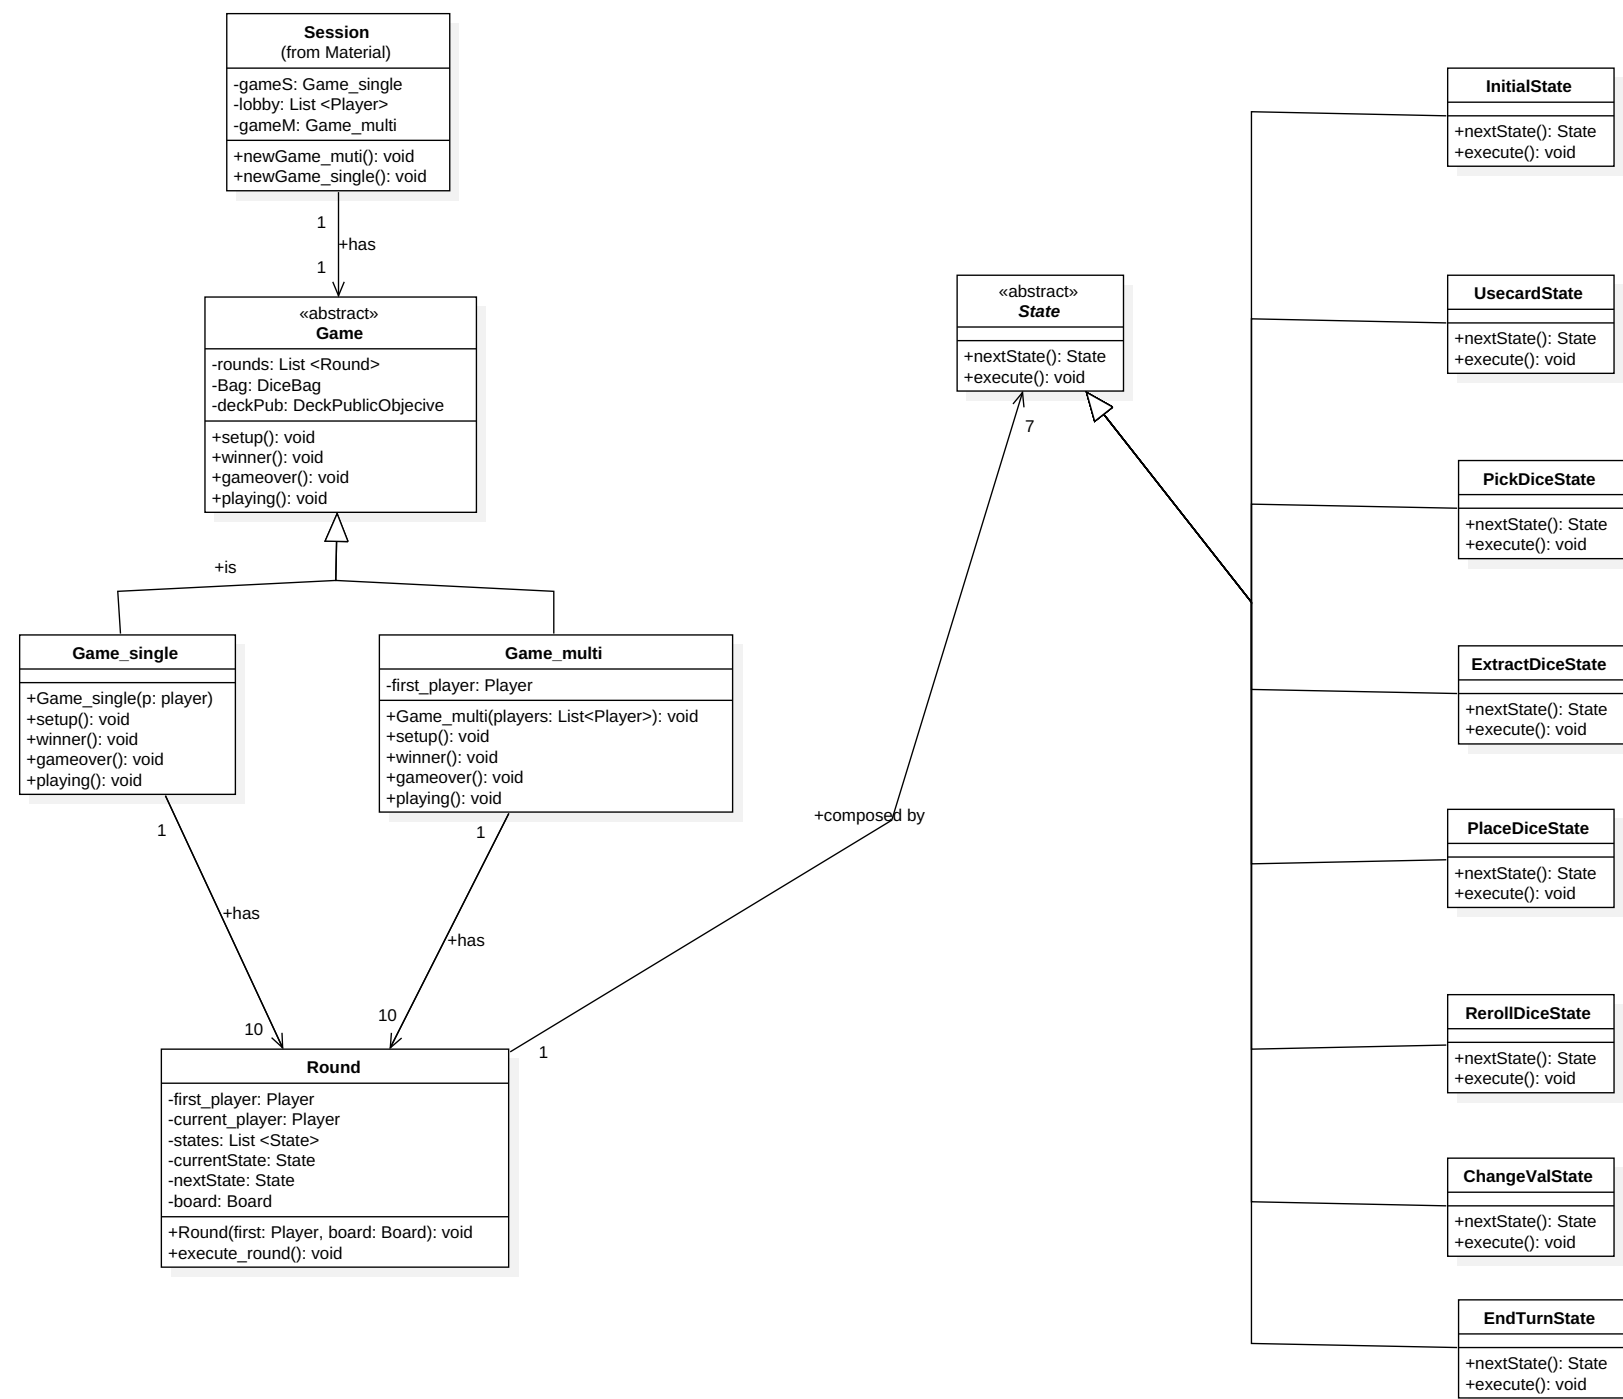 Session
(from Material)
-gameS: Game_single
-lobby: List <Player>
-gameM: Game_multi
+newGame_muti(): void
+newGame_single(): void
1
+has
1
«abstract»
Game
-rounds: List <Round>
-Bag: DiceBag
-deckPub: DeckPublicObjecive
+setup(): void
+winner(): void
+gameover(): void
+playing(): void
+is
Game_single
+Game_single(p: player)
+setup(): void
+winner(): void
+gameover(): void
+playing(): void
Game_multi
-first_player: Player
+Game_multi(players: List<Player>): void
+setup(): void
+winner(): void
+gameover(): void
+playing(): void
1
+has
10
1
+has
10
Round
-first_player: Player
-current_player: Player
-states: List <State>
-currentState: State
-nextState: State
-board: Board
+Round(first: Player, board: Board): void
+execute_round(): void
1
+composed by
7
«abstract»
State
+nextState(): State
+execute(): void
InitialState
+nextState(): State
+execute(): void
UsecardState
+nextState(): State
+execute(): void
PickDiceState
+nextState(): State
+execute(): void
ExtractDiceState
+nextState(): State
+execute(): void
PlaceDiceState
+nextState(): State
+execute(): void
RerollDiceState
+nextState(): State
+execute(): void
ChangeValState
+nextState(): State
+execute(): void
EndTurnState
+nextState(): State
+execute(): void